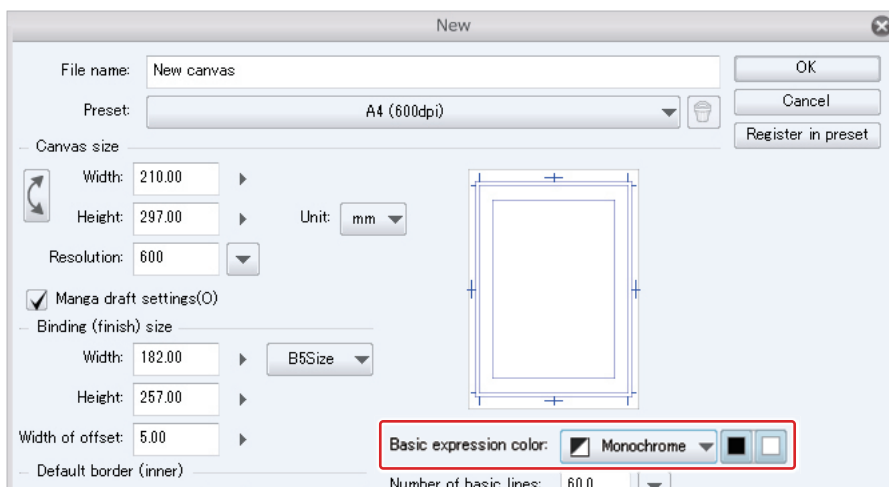 New
File name: New canvas
OK
Preset: A4 (600dpi)
Cancel
Register in preset
Canvas size
Width: 210.00
Height: 297.00 Unit: mm
Resolution: 600
Manga draft settings(O)
Binding (finish) size
Width: 182.00 B5Size
Height: 257.00
Width of offset: 5.00
Basic expression color: Monochrome
Default border (inner)
Number of basic lines: 60.0